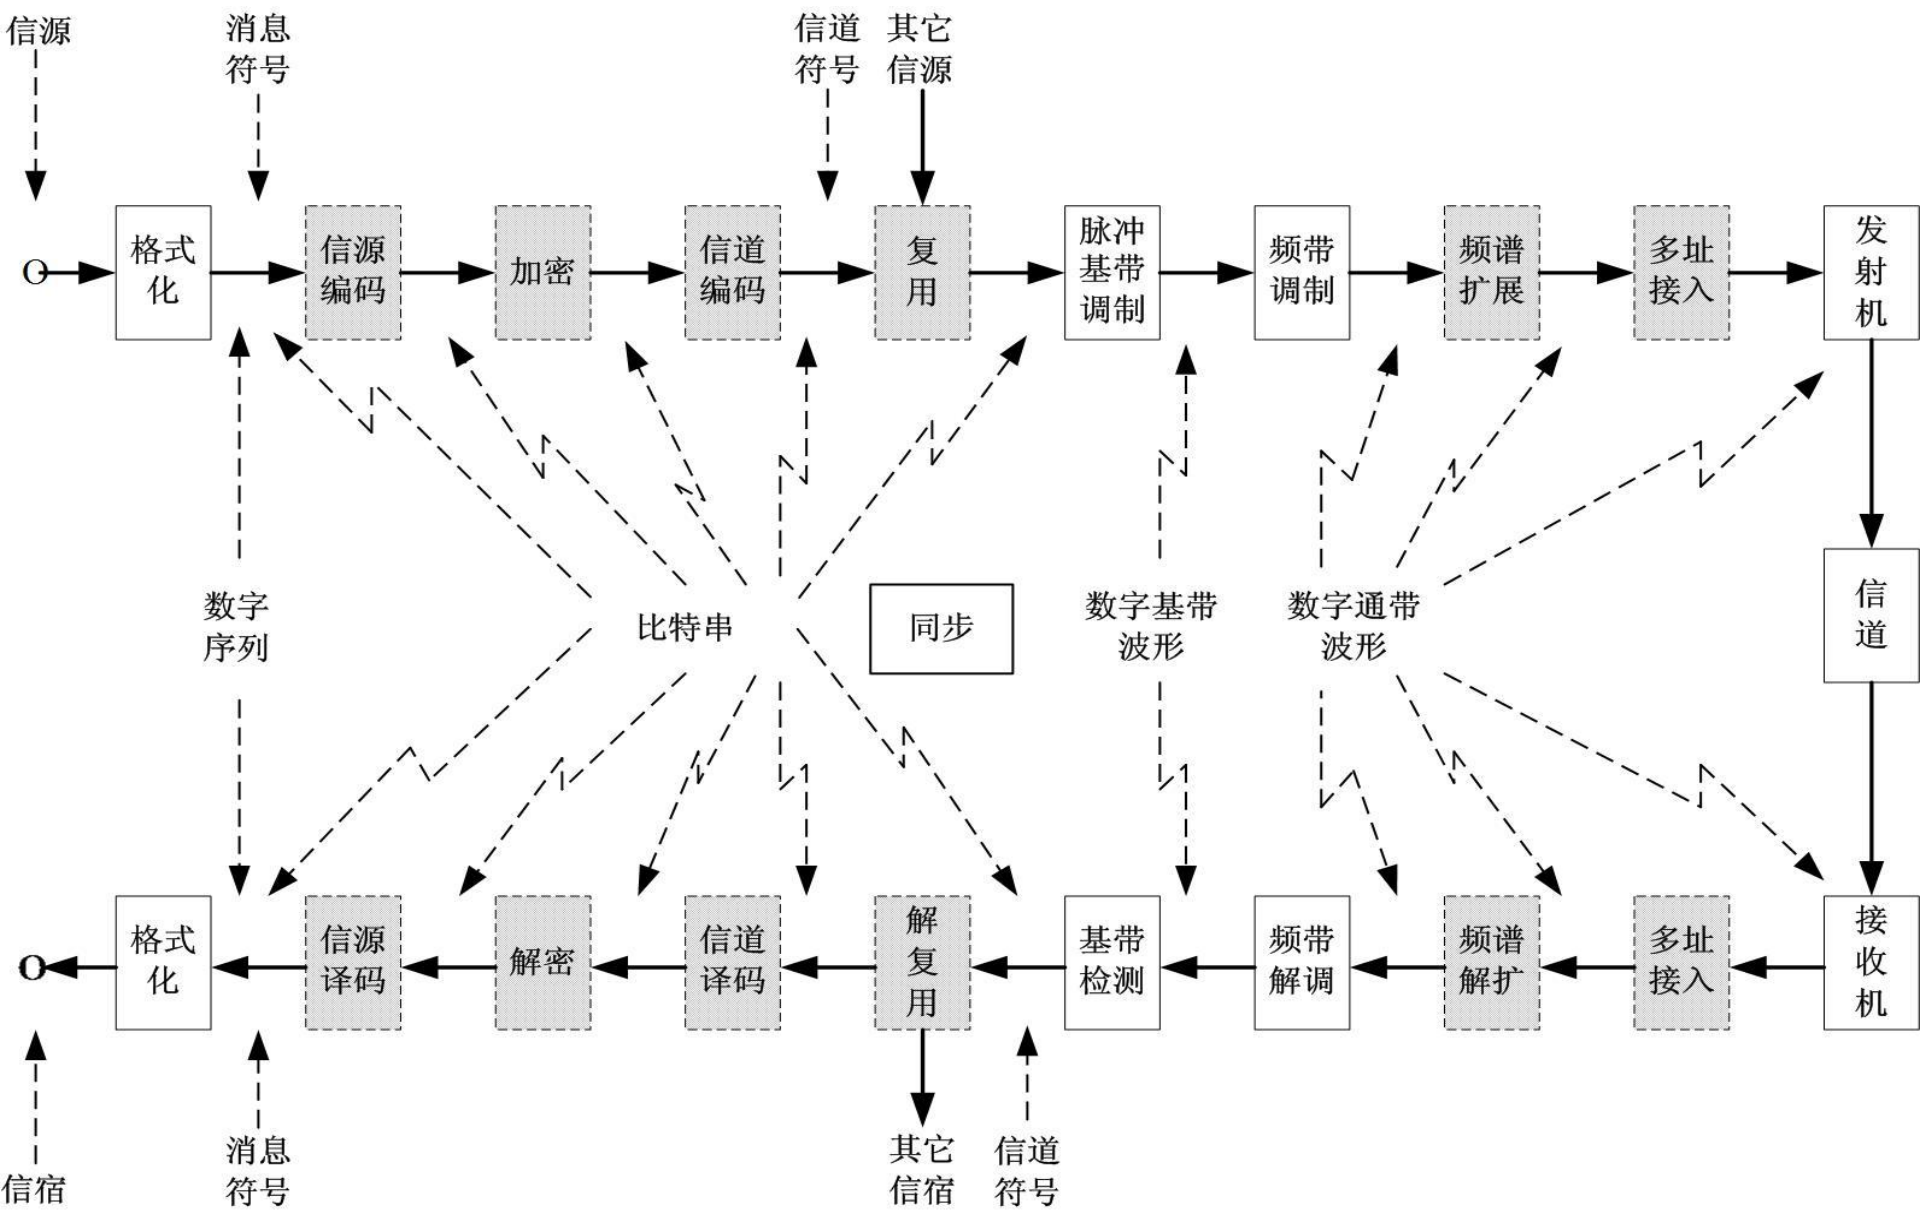 信源
消息
符号
信道
符号
其它
信源
O
格式
化
信源
编码
加密
信道
编码
复
用
脉冲
基带
调制
频带
调制
频谱
扩展
多址
接入
发
射
机
数字
序列
比特串
同步
数字基带
波形
数字通带
波形
信
道
O
格式
化
信源
译码
解密
信道
译码
解
复
用
基带
检测
频带
解调
频谱
解扩
多址
接入
接
收
机
信宿
消息
符号
其它
信宿
信道
符号